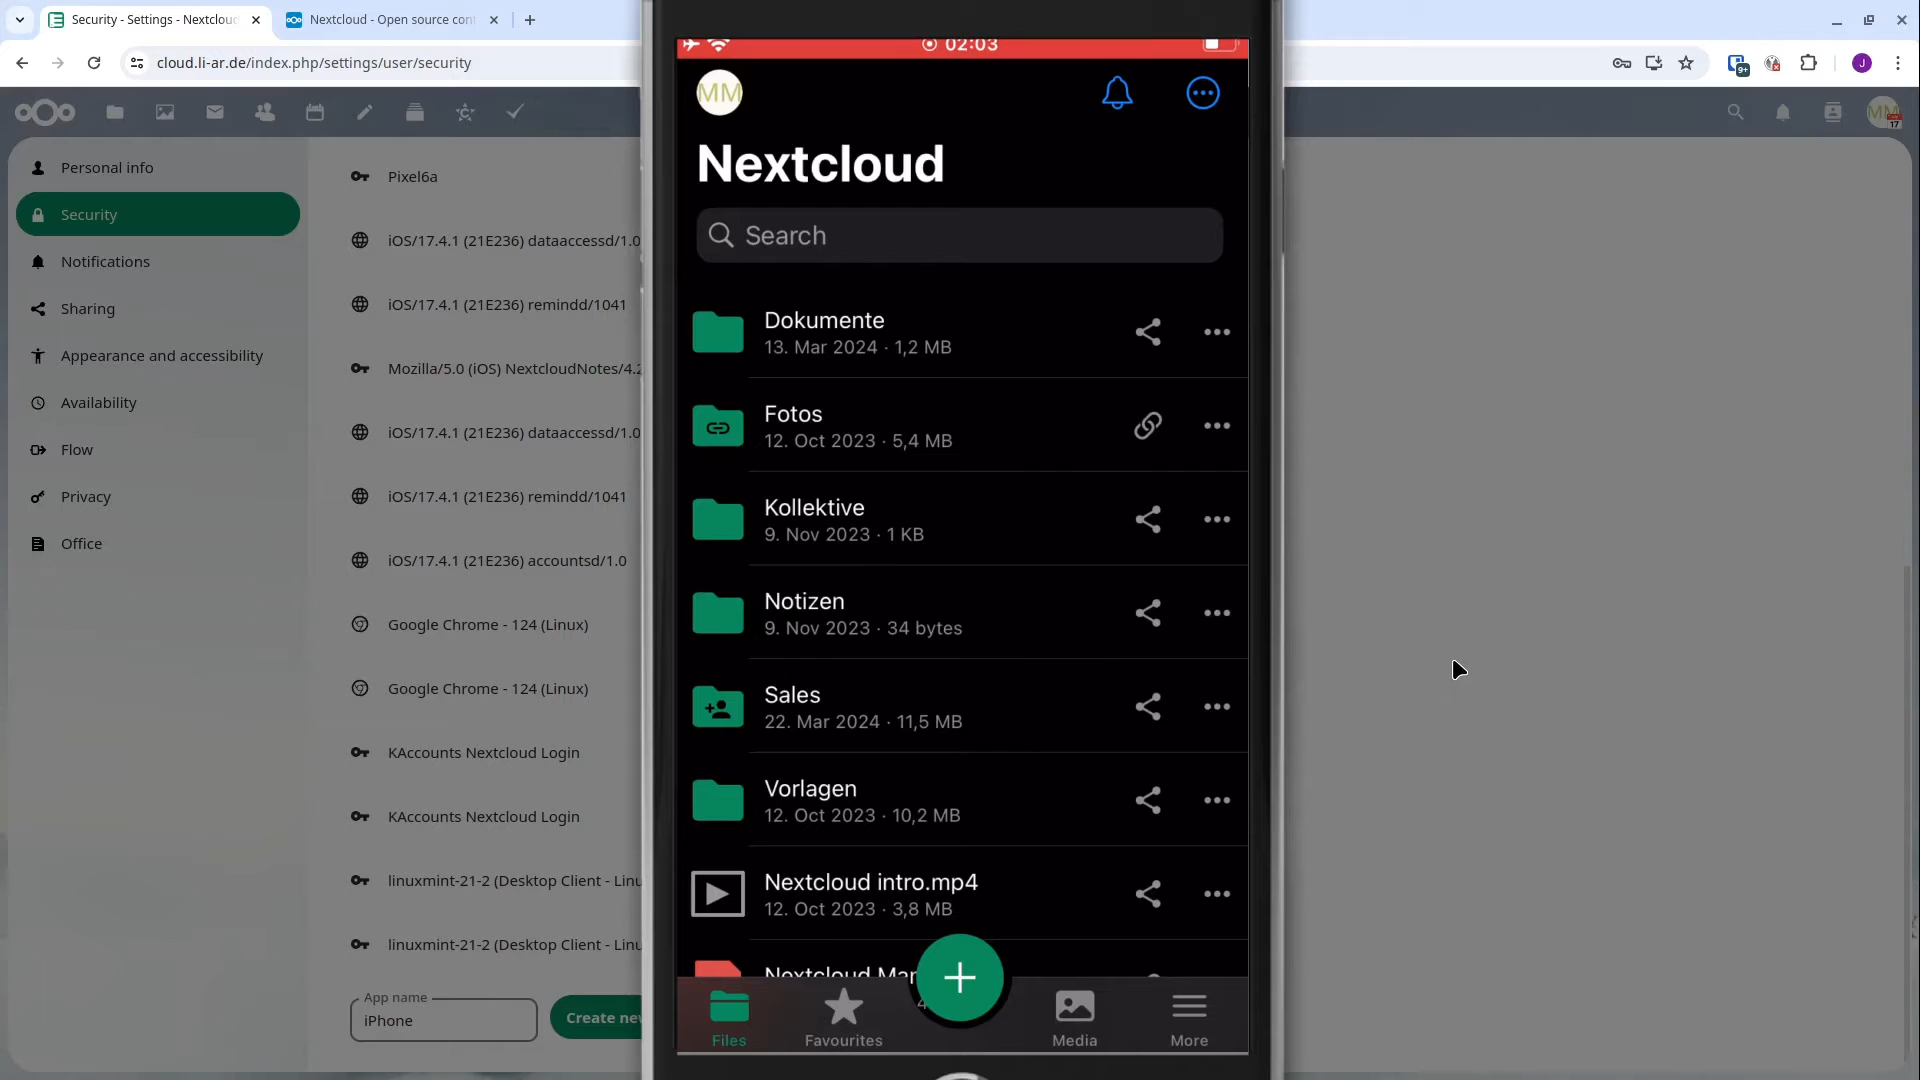 Security - Settings - Nextcloud
Nextcloud - Open source con
cloud.li-ar.de/index.php/settings/user/security
9+
J
MM
17
Personal info
Security
Notifications
Sharing
Appearance and accessibility
Availability
Flow
Privacy
Office
Pixel6a
iOS/17.4.1 (21E236) dataaccessd/1.0
iOS/17.4.1 (21E236) remindd/1041
Mozilla/5.0 (iOS) NextcloudNotes/4.2
iOS/17.4.1 (21E236) dataaccessd/1.0
iOS/17.4.1 (21E236) remindd/1041
iOS/17.4.1 (21E236) accountsd/1.0
Google Chrome - 124 (Linux)
Google Chrome - 124 (Linux)
KAccounts Nextcloud Login
KAccounts Nextcloud Login
linuxmint-21-2 (Desktop Client - Linu
linuxmint-21-2 (Desktop Client - Linu
App name
iPhone
Create new
02:03
MM
Nextcloud
Search
Dokumente
13. Mar 2024 · 1,2 MB
Fotos
12. Oct 2023 · 5,4 MB
Kollektive
9. Nov 2023 · 1 KB
Notizen
9. Nov 2023 · 34 bytes
Sales
22. Mar 2024 · 11,5 MB
Vorlagen
12. Oct 2023 · 10,2 MB
Nextcloud intro.mp4
12. Oct 2023 · 3,8 MB
Nextcloud Mar
Files
Favourites
Media
More